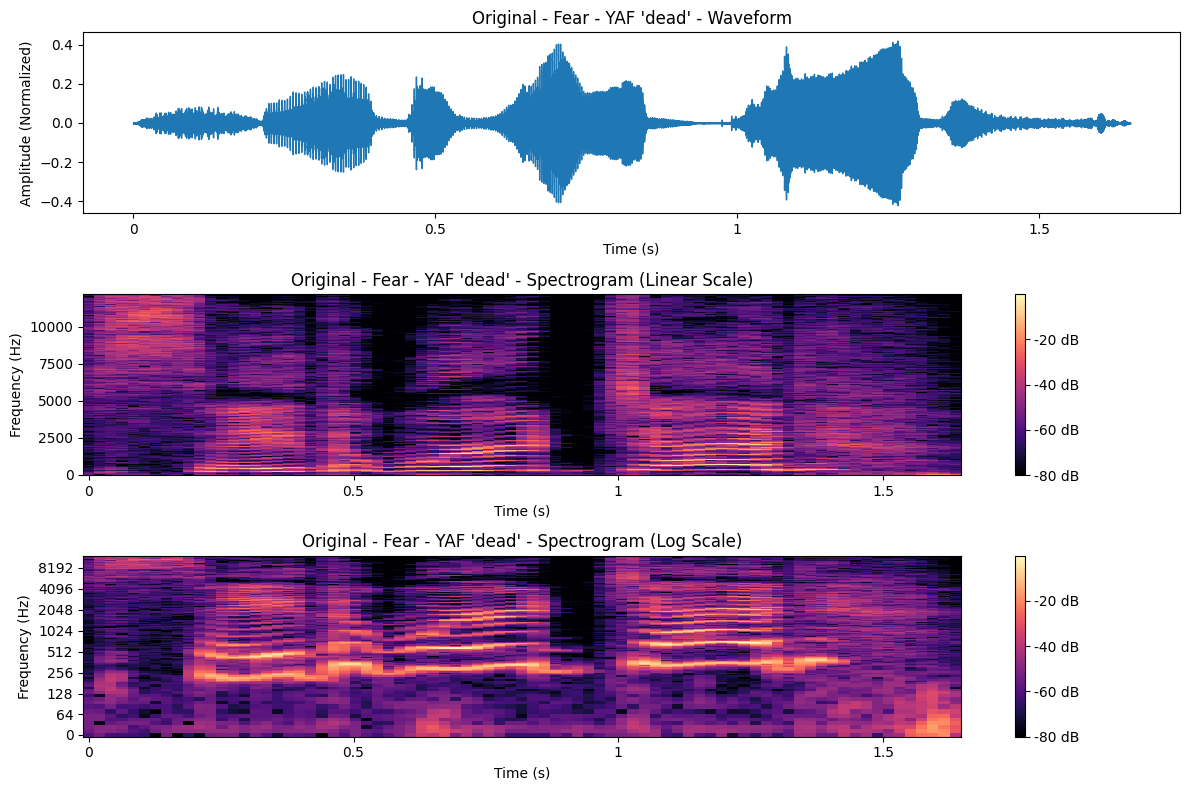 Original - Fear - YAF 'dead' - Waveform
0.4
0.2
0.0
−0.2
−0.4
Amplitude (Normalized)
0 0.5 1 1.5
Time (s)
Original - Fear - YAF 'dead' - Spectrogram (Linear Scale)
10000
7500
5000
2500
0
Frequency (Hz)
0 0.5 1 1.5
Time (s)
-20 dB
-40 dB
-60 dB
-80 dB
Original - Fear - YAF 'dead' - Spectrogram (Log Scale)
8192
4096
2048
1024
512
256
128
64
0
Frequency (Hz)
0 0.5 1 1.5
Time (s)
-20 dB
-40 dB
-60 dB
-80 dB